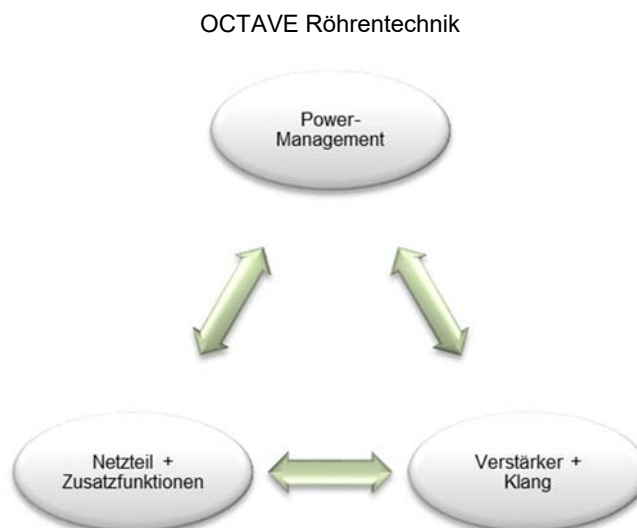 OCTAVE Röhrentechnik
Power-
Management
Netzteil +
Zusatzfunktionen
Verstärker +
Klang